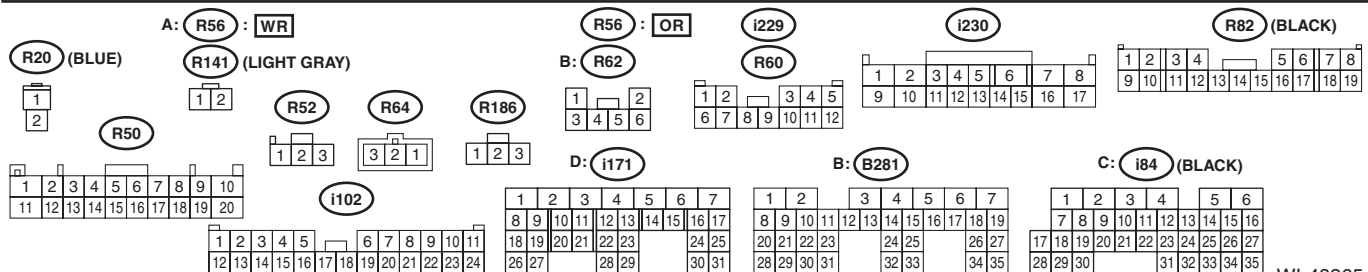 A: R56 : WR
R56 : OR
i229
i230
R82 (BLACK)
R20 (BLUE)
R141 (LIGHT GRAY)
B: R62
R60
1 2
1 2
1 2
3 4 5 6
1 2 3 4 5
6 7 8 9 10 11 12
1 2 3 4 5 6 7 8
9 10 11 12 13 14 15 16 17
1 2 3 4 5 6 7 8
9 10 11 12 13 14 15 16 17 18 19
R50
R52
R64
R186
1 2 3
3 2 1
1 2 3
1 2 3 4 5 6 7 8 9 10
11 12 13 14 15 16 17 18 19 20
i102
1 2 3 4 5 6 7 8 9 10 11
12 13 14 15 16 17 18 19 20 21 22 23 24
D: i171
1 2 3 4 5 6 7
8 9 10 11 12 13 14 15 16 17
18 19 20 21 22 23 24 25
26 27 28 29 30 31
B: B281
1 2 3 4 5 6 7
8 9 10 11 12 13 14 15 16 17 18 19
20 21 22 23 24 25 26 27
28 29 30 31 32 33 34 35
C: i84 (BLACK)
1 2 3 4 5 6
7 8 9 10 11 12 13 14 15 16
17 18 19 20 21 22 23 24 25 26 27
28 29 30 31 32 33 34 35